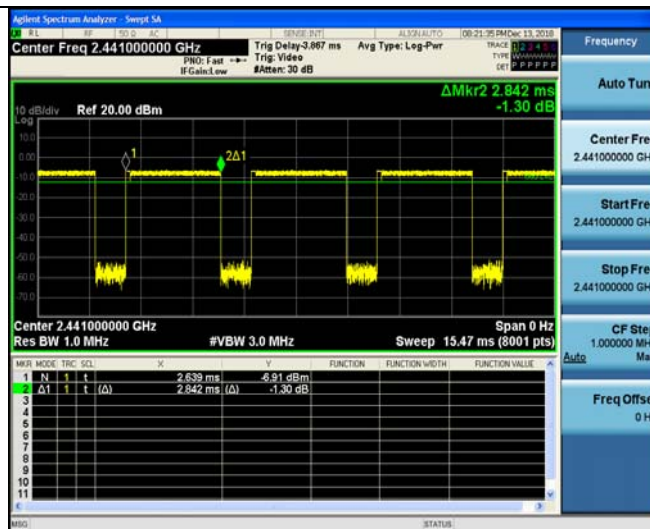 Agilent Spectrum Analyzer - Swept SA
RL RF 50 Ω AC SENSE:INT ALIGN AUTO 08:21:35 PM Dec 13, 2018
Center Freq 2.441000000 GHz
PNO: Fast
IFGain:Low
Trig Delay-3.867 ms
Trig: Video
#Atten: 30 dB
Avg Type: Log-Pwr
TRACE 1 2 3 4 5 6
TYPE
DET P P P P P P
Frequency
ΔMkr2 2.842 ms
-1.30 dB
10 dB/div Ref 20.00 dBm
Log
10.0
0.00
-10.0
-20.0
-30.0
-40.0
-50.0
-60.0
-70.0
1
2Δ1
Center 2.441000000 GHz
Span 0 Hz
Res BW 1.0 MHz
#VBW 3.0 MHz
Sweep 15.47 ms (8001 pts)
MKR MODE TRC SCL X Y FUNCTION FUNCTION WIDTH FUNCTION VALUE
1 N 1 t 2.639 ms -6.91 dBm
2 Δ1 1 t (Δ) 2.842 ms (Δ) -1.30 dB
3
4
5
6
7
8
9
10
11
MSG
STATUS
Auto Tun
Center Fre
2.441000000 GH
Start Fre
2.441000000 GH
Stop Fre
2.441000000 GH
CF Ste
1.000000 MH
Auto Ma
Freq Offse
0 H